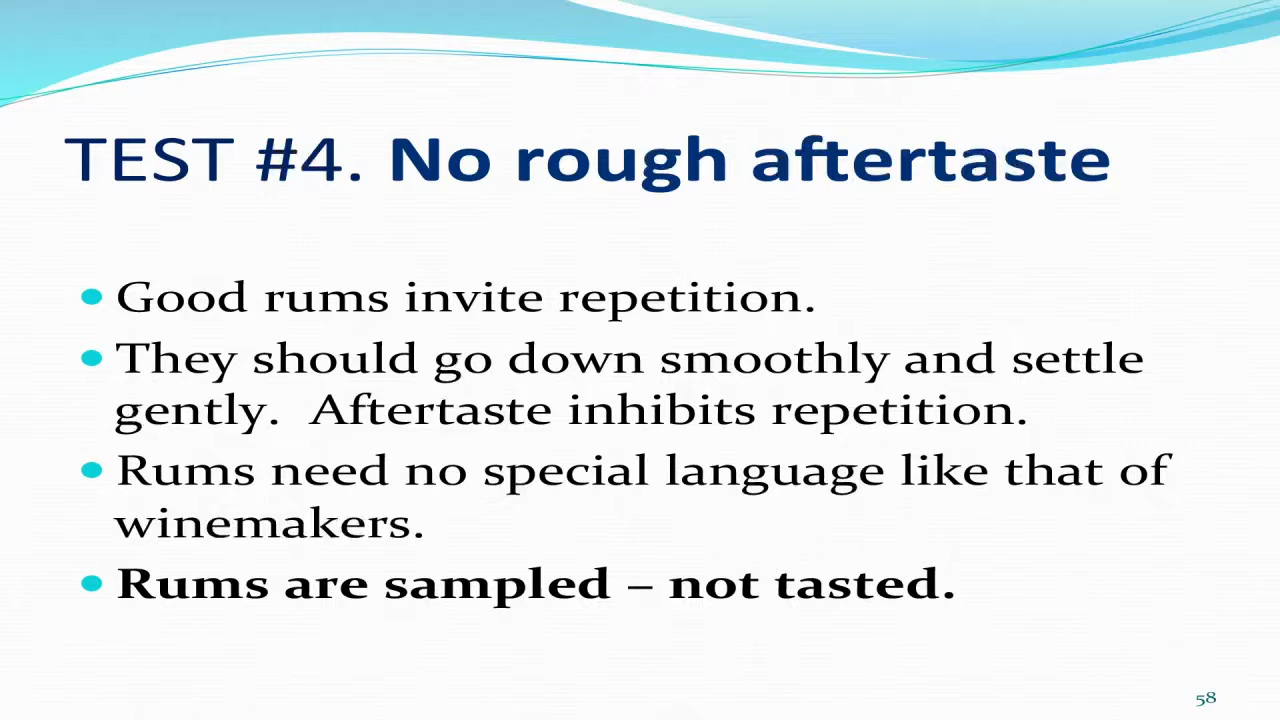 TEST #4. No rough aftertaste
• Good rums invite repetition.
• They should go down smoothly and settle
gently.  Aftertaste inhibits repetition.
• Rums need no special language like that of
winemakers.
• Rums are sampled – not tasted.
58